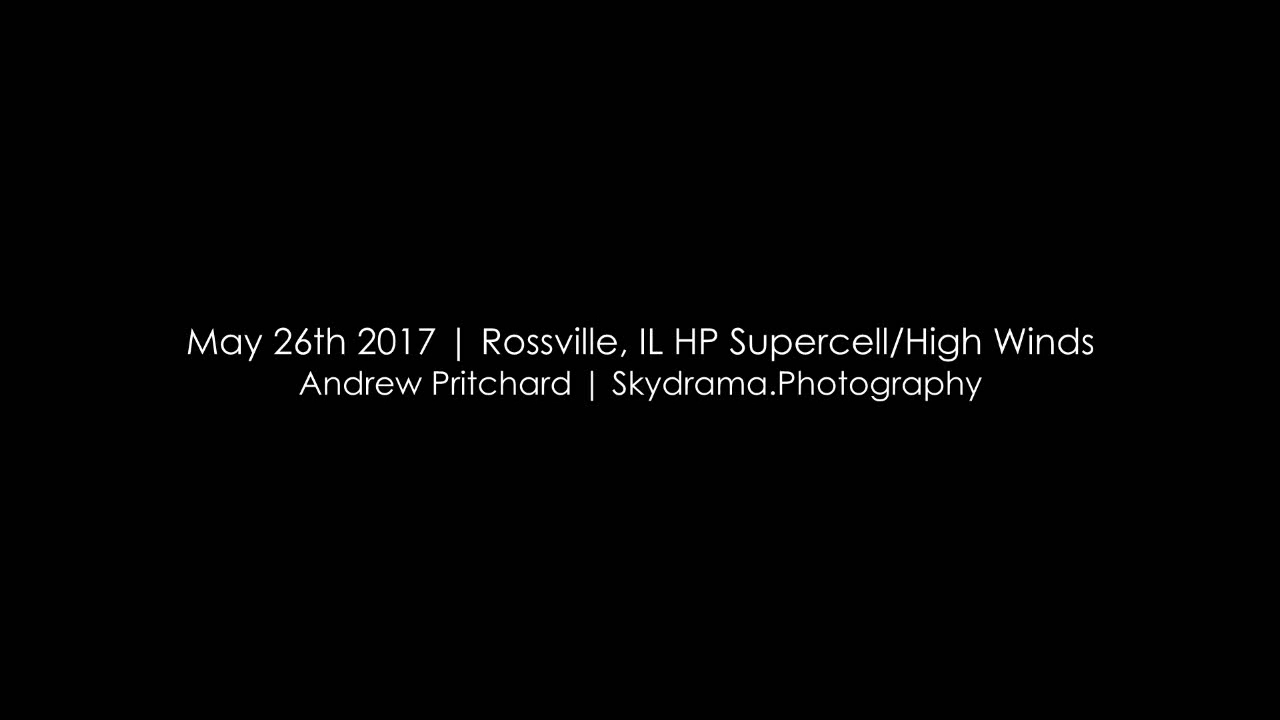 May 26th 2017 | Rossville, IL HP Supercell/High Winds
Andrew Pritchard | Skydrama.Photography